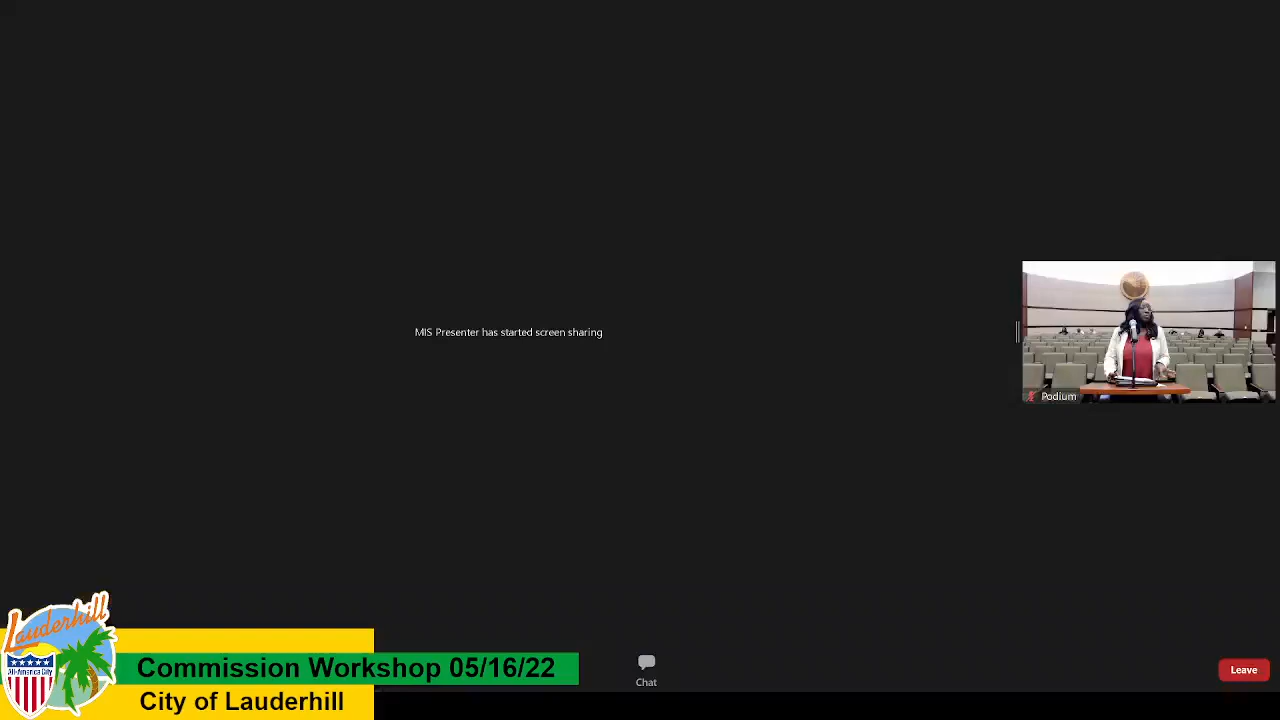 MIS Presenter has started screen sharing
Podium
Lauderhill
All-America City
Commission Workshop 05/16/22
City of Lauderhill
Chat
Leave